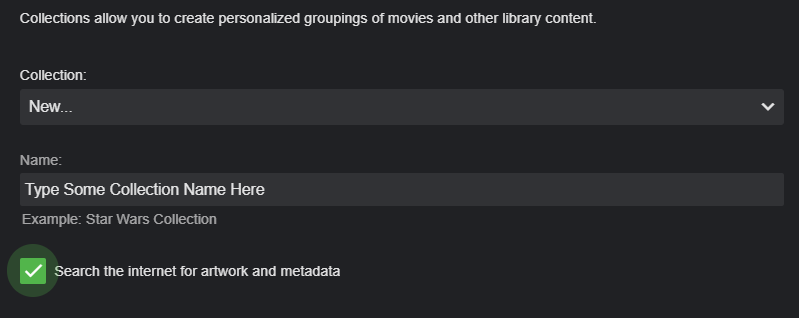 Collections allow you to create personalized groupings of movies and other library content.
Collection:
New...
Name:
Type Some Collection Name Here
Example: Star Wars Collection
Search the internet for artwork and metadata